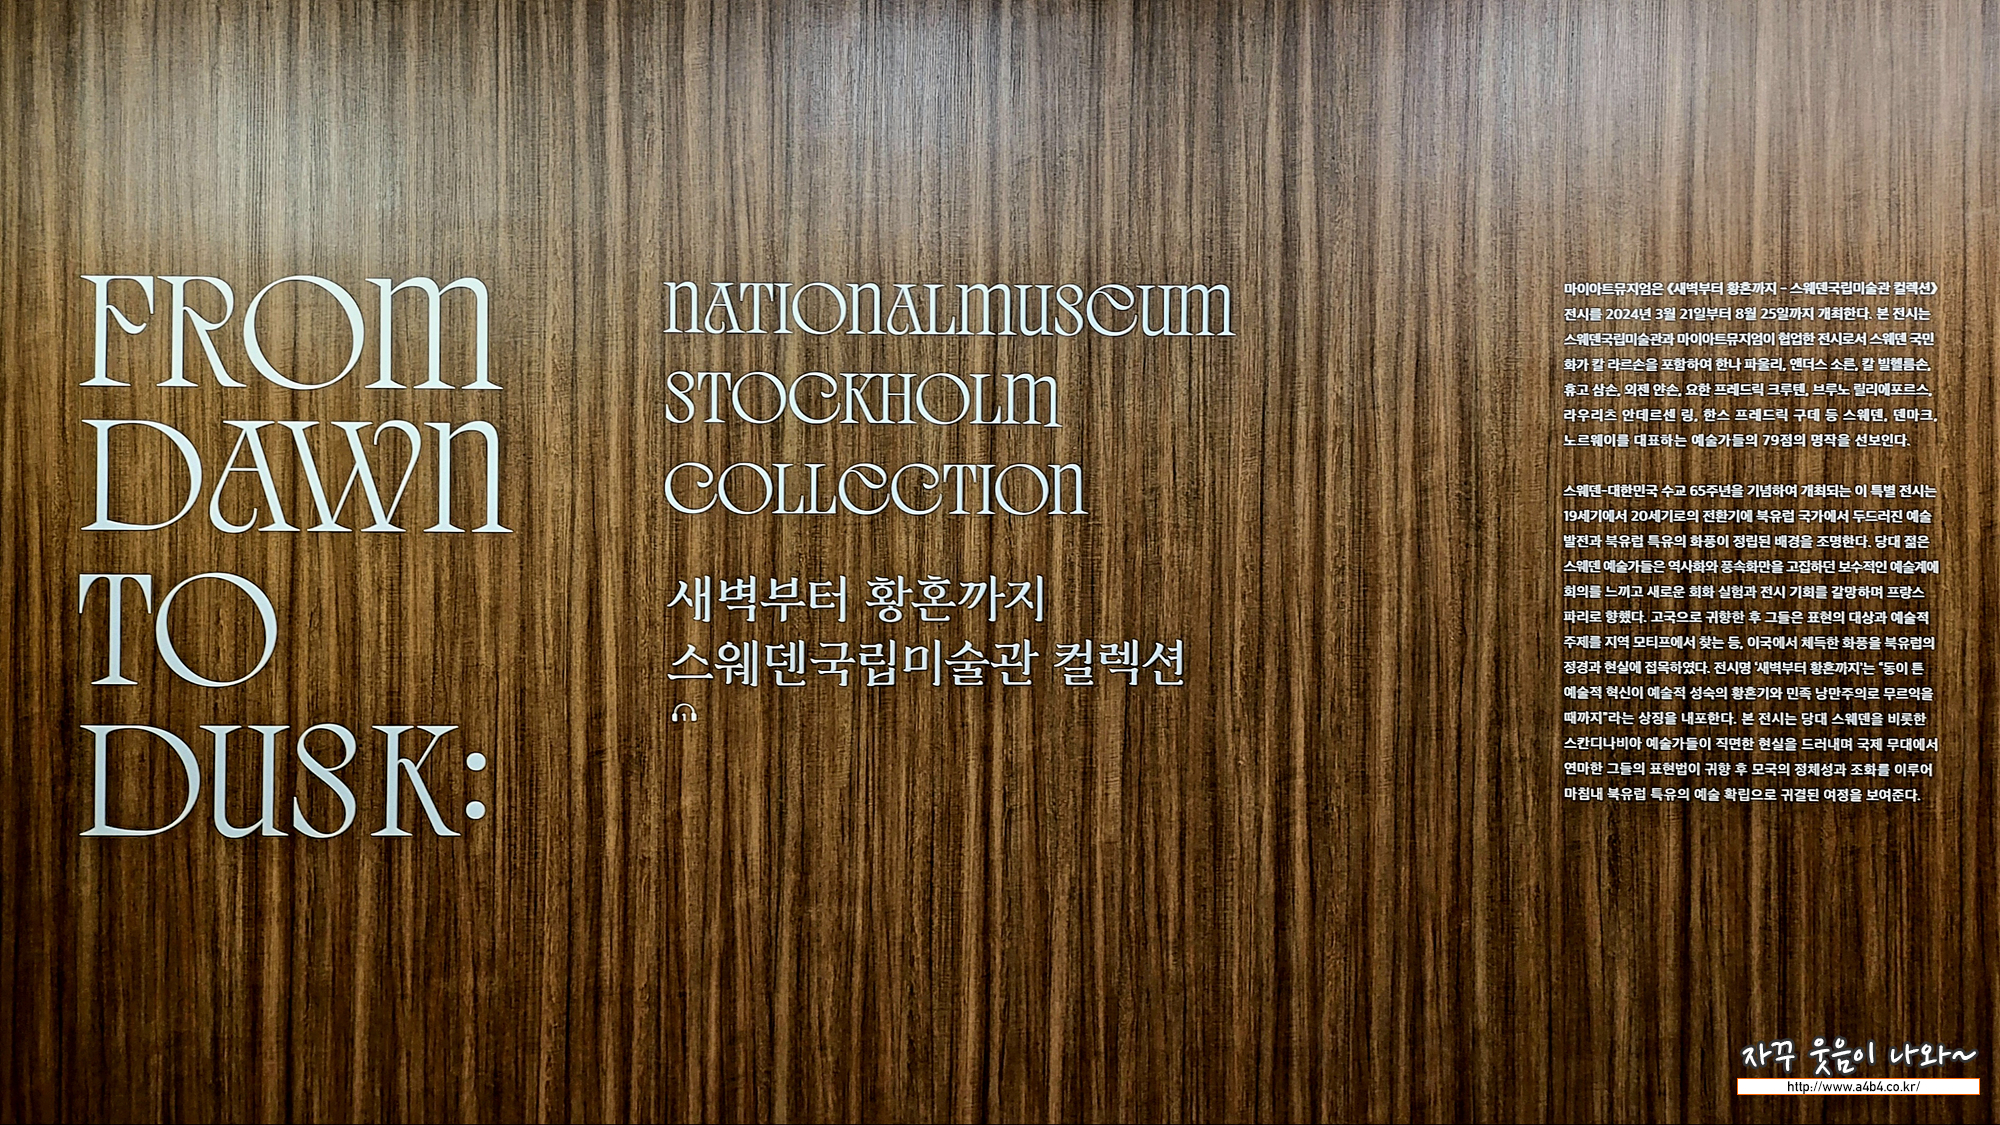 FROM
DAWN
TO
DUSK:
NATIONALMUSEUM
STOCKHOLM
COLLECTION
새벽부터 황혼까지
스웨덴국립미술관 컬렉션
1
마이아트뮤지엄은 《새벽부터 황혼까지 - 스웨덴국립미술관 컬렉션》
전시를 2024년 3월 21일부터 8월 25일까지 개최한다. 본 전시는
스웨덴국립미술관과 마이아트뮤지엄이 협업한 전시로서 스웨덴 국민
화가 칼 라르손을 포함하여 한나 파울리, 앤더스 소른, 칼 빌헬름손,
휴고 삼손, 외젠 얀손, 요한 프레드릭 크루텐, 브루노 릴리에포르스,
라우리츠 안데르센 링, 한스 프레드릭 구데 등 스웨덴, 덴마크,
노르웨이를 대표하는 예술가들의 79점의 명작을 선보인다.
스웨덴-대한민국 수교 65주년을 기념하여 개최되는 이 특별 전시는
19세기에서 20세기로의 전환기에 북유럽 국가에서 두드러진 예술
발전과 북유럽 특유의 화풍이 정립된 배경을 조명한다. 당대 젊은
스웨덴 예술가들은 역사화와 풍속화만을 고집하던 보수적인 예술계에
회의를 느끼고 새로운 회화 실험과 전시 기회를 갈망하며 프랑스
파리로 향했다. 고국으로 귀향한 후 그들은 표현의 대상과 예술적
주제를 지역 모티프에서 찾는 등, 이국에서 체득한 화풍을 북유럽의
정경과 현실에 접목하였다. 전시명 '새벽부터 황혼까지'는 "동이 튼
예술적 혁신이 예술적 성숙의 황혼기와 민족 낭만주의로 무르익을
때까지"라는 상징을 내포한다. 본 전시는 당대 스웨덴을 비롯한
스칸디나비아 예술가들이 직면한 현실을 드러내며 국제 무대에서
연마한 그들의 표현법이 귀향 후 모국의 정체성과 조화를 이루어
마침내 북유럽 특유의 예술 확립으로 귀결된 여정을 보여준다.
자꾸 웃음이 나와~
http://www.a4b4.co.kr/